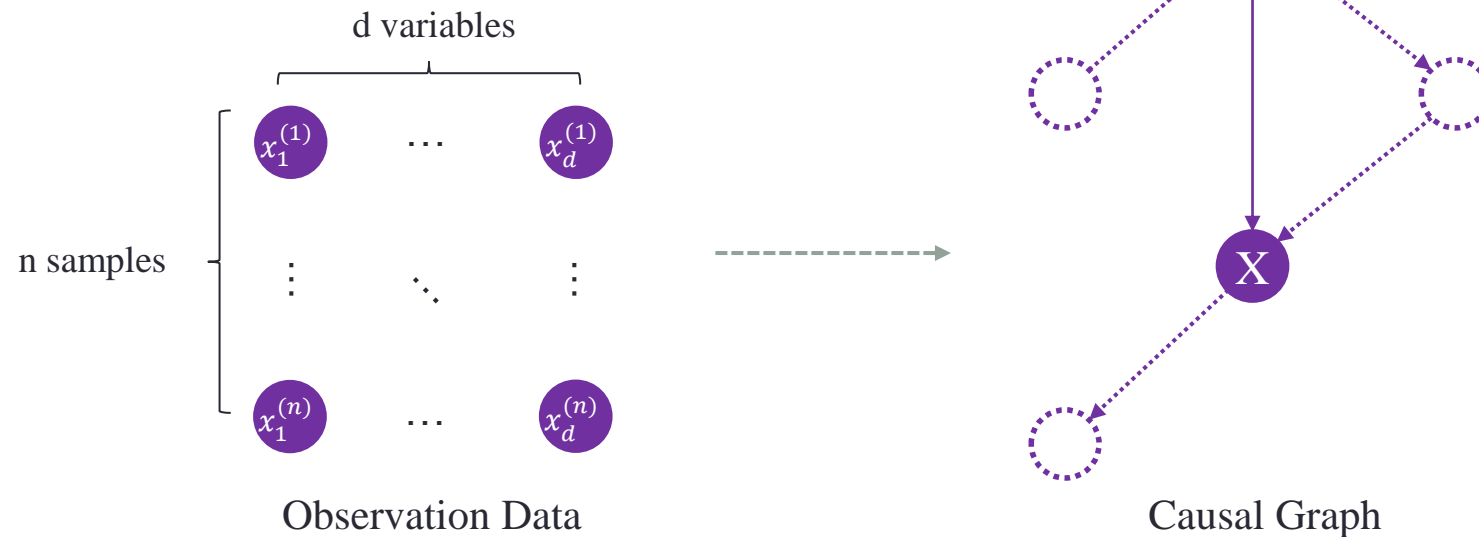 d variables
x_1^{(1)} ... x_d^{(1)}
n samples
X
x_1^{(n)} ... x_d^{(n)}
Observation Data
Causal Graph